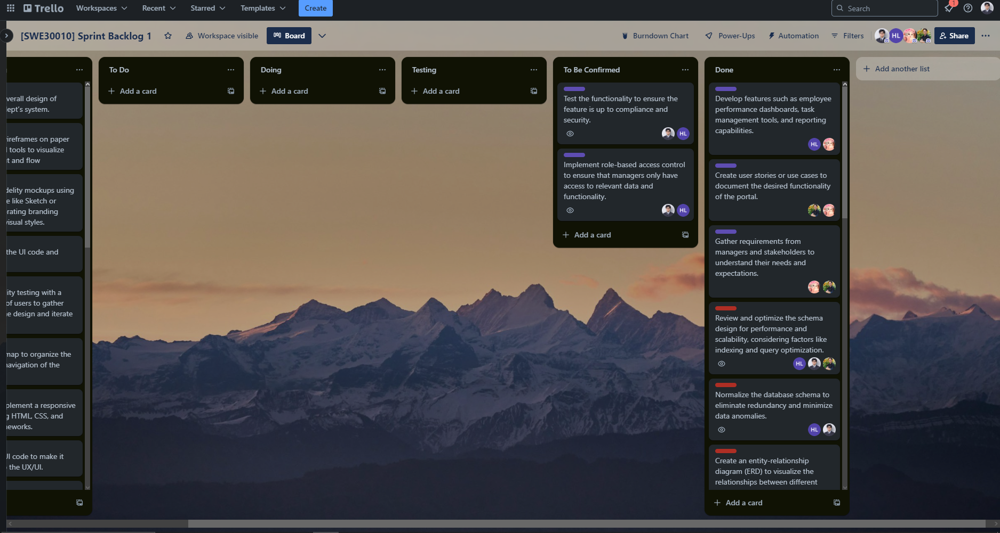 Trello
Workspaces
Recent
Starred
Templates
Create
Search
1
[SWE30010] Sprint Backlog 1
Workspace visible
Board
Burndown Chart
Power-Ups
Automation
Filters
HL
Share
verall design of
lept's system.
ireframes on paper
tools to visualize
t and flow
delity mockups using
e like Sketch or
rating branding
visual styles.
the UI code and
ity testing with a
of users to gather
e design and iterate
map to organize the
navigation of the
plement a responsive
g HTML, CSS, and
neworks.
UI code to make it
the UX/UI.
To Do
Add a card
Doing
Add a card
Testing
Add a card
To Be Confirmed
Test the functionality to ensure the
feature is up to compliance and
security.
HL
Implement role-based access control
to ensure that managers only have
access to relevant data and
functionality.
HL
Add a card
Done
Develop features such as employee
performance dashboards, task
management tools, and reporting
capabilities.
HL
Create user stories or use cases to
document the desired functionality
of the portal.
Gather requirements from
managers and stakeholders to
understand their needs and
expectations.
Review and optimize the schema
design for performance and
scalability, considering factors like
indexing and query optimization.
HL
Normalize the database schema to
eliminate redundancy and minimize
data anomalies.
HL
Create an entity-relationship
diagram (ERD) to visualize the
relationships between different
Add a card
Add another list